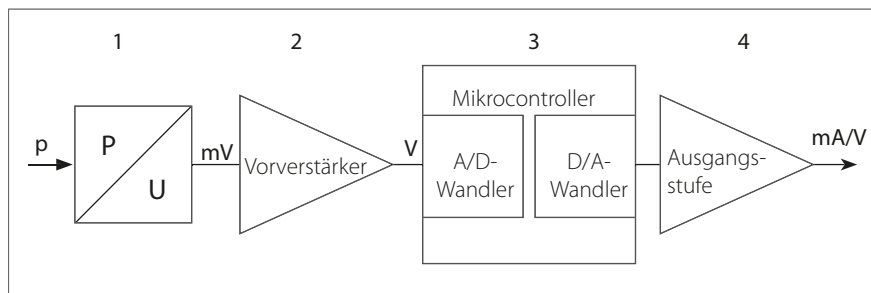 1
2
3
4
p
P
U
mV
Vorverstärker
V
Mikrocontroller
A/D-
Wandler
D/A-
Wandler
Ausgangs-
stufe
mA/V